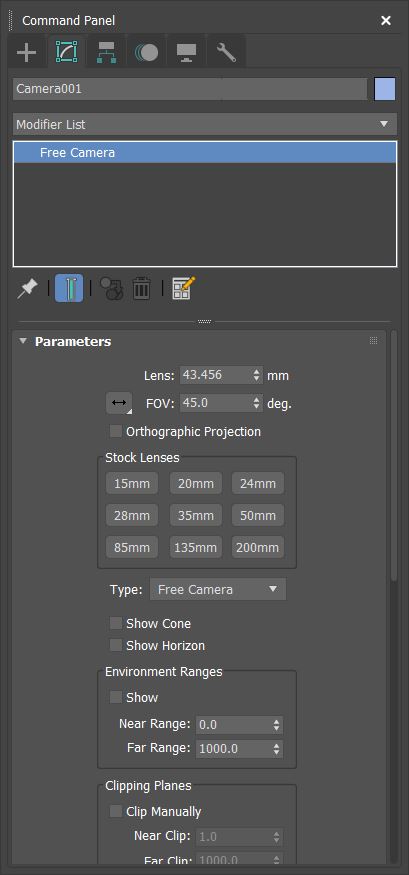 Command Panel
Camera001
Modifier List
Free Camera
Parameters
Lens: 43.456 mm
FOV: 45.0 deg.
Orthographic Projection
Stock Lenses
15mm 20mm 24mm
28mm 35mm 50mm
85mm 135mm 200mm
Type: Free Camera
Show Cone
Show Horizon
Environment Ranges
Show
Near Range: 0.0
Far Range: 1000.0
Clipping Planes
Clip Manually
Near Clip: 1.0
Far Clip: 1000.0